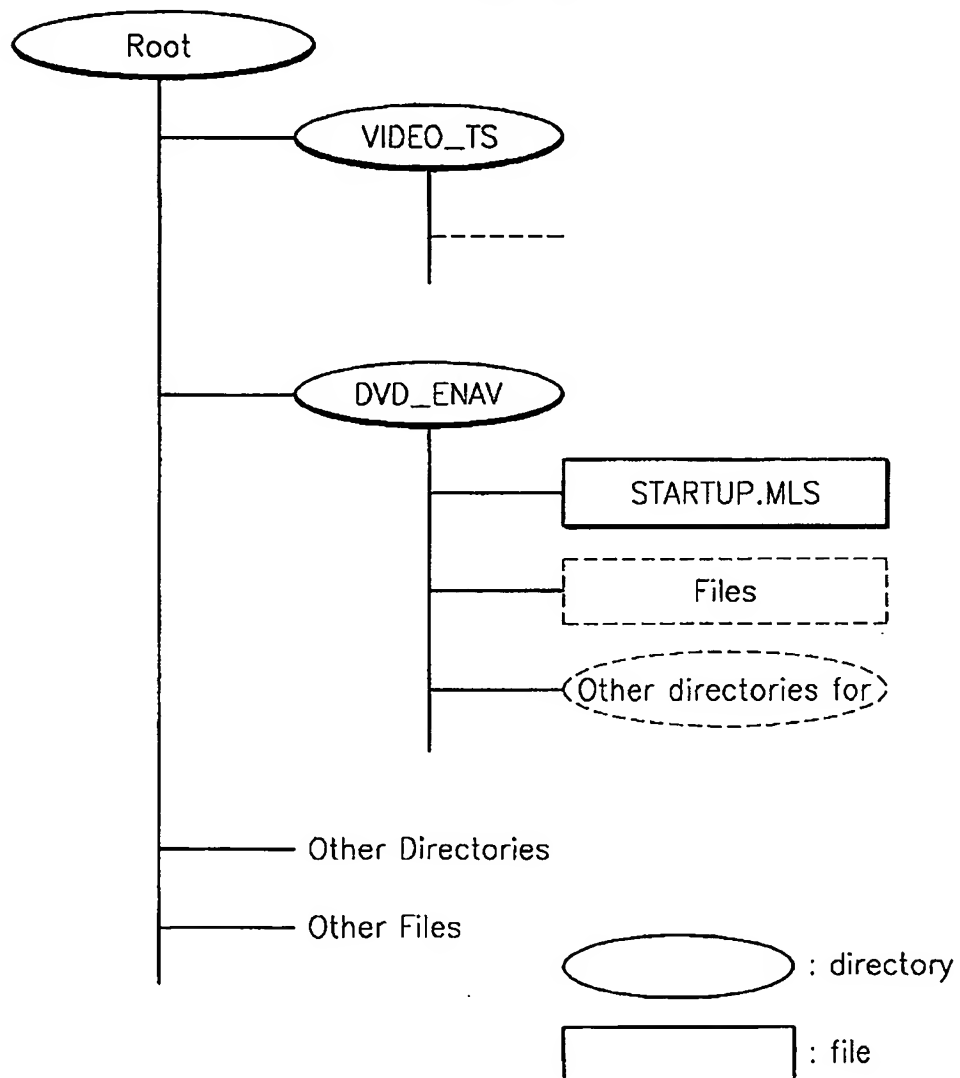 Root
VIDEO_TS
DVD_ENAV
STARTUP.MLS
Files
Other directories for
Other Directories
Other Files
: directory
: file